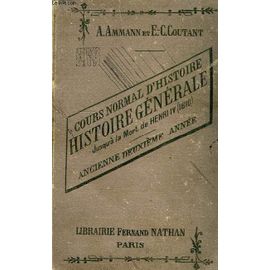 A. AMMANN ET E.-C. COUTANT
COURS NORMAL D'HISTOIRE
HISTOIRE GÉNÉRALE
Jusqu'à la Mort de HENRI IV (1610)
ANCIENNE DEUXIÈME ANNÉE
LIBRAIRIE FERNAND NATHAN
PARIS